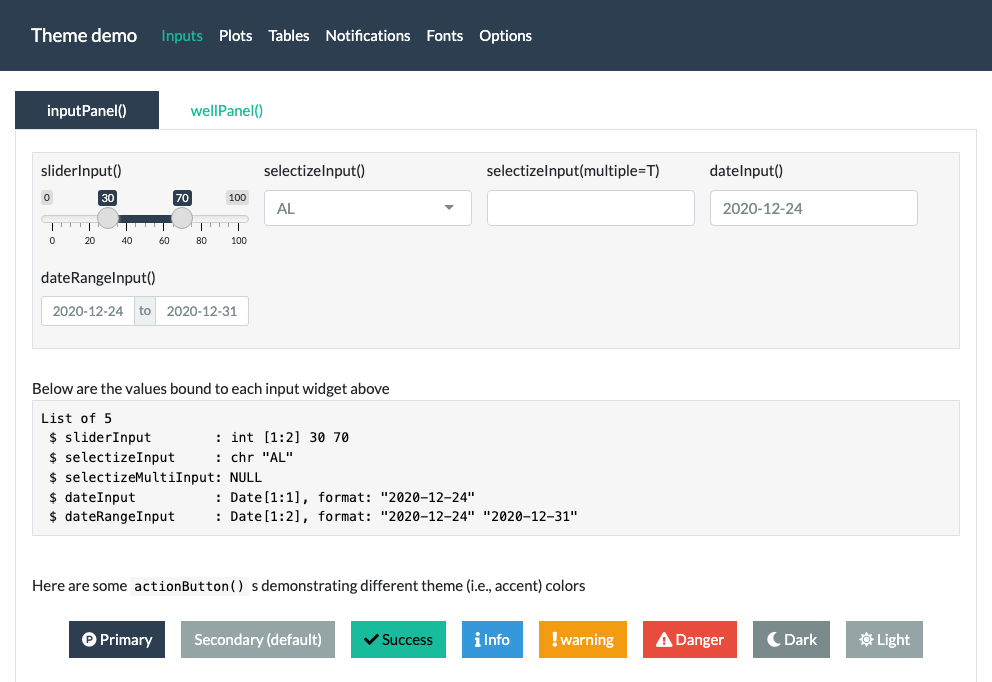 Theme demo Inputs Plots Tables Notifications Fonts Options
inputPanel() wellPanel()
sliderInput() selectizeInput() selectizeInput(multiple=T) dateInput()
0 30 70 100
AL 2020-12-24
0 20 40 60 80 100
dateRangeInput()
2020-12-24 to 2020-12-31
Below are the values bound to each input widget above
List of 5
$ sliderInput : int [1:2] 30 70
$ selectizeInput : chr "AL"
$ selectizeMultiInput: NULL
$ dateInput : Date[1:1], format: "2020-12-24"
$ dateRangeInput : Date[1:2], format: "2020-12-24" "2020-12-31"
Here are some actionButton() s demonstrating different theme (i.e., accent) colors
Primary Secondary (default) Success Info warning Danger Dark Light